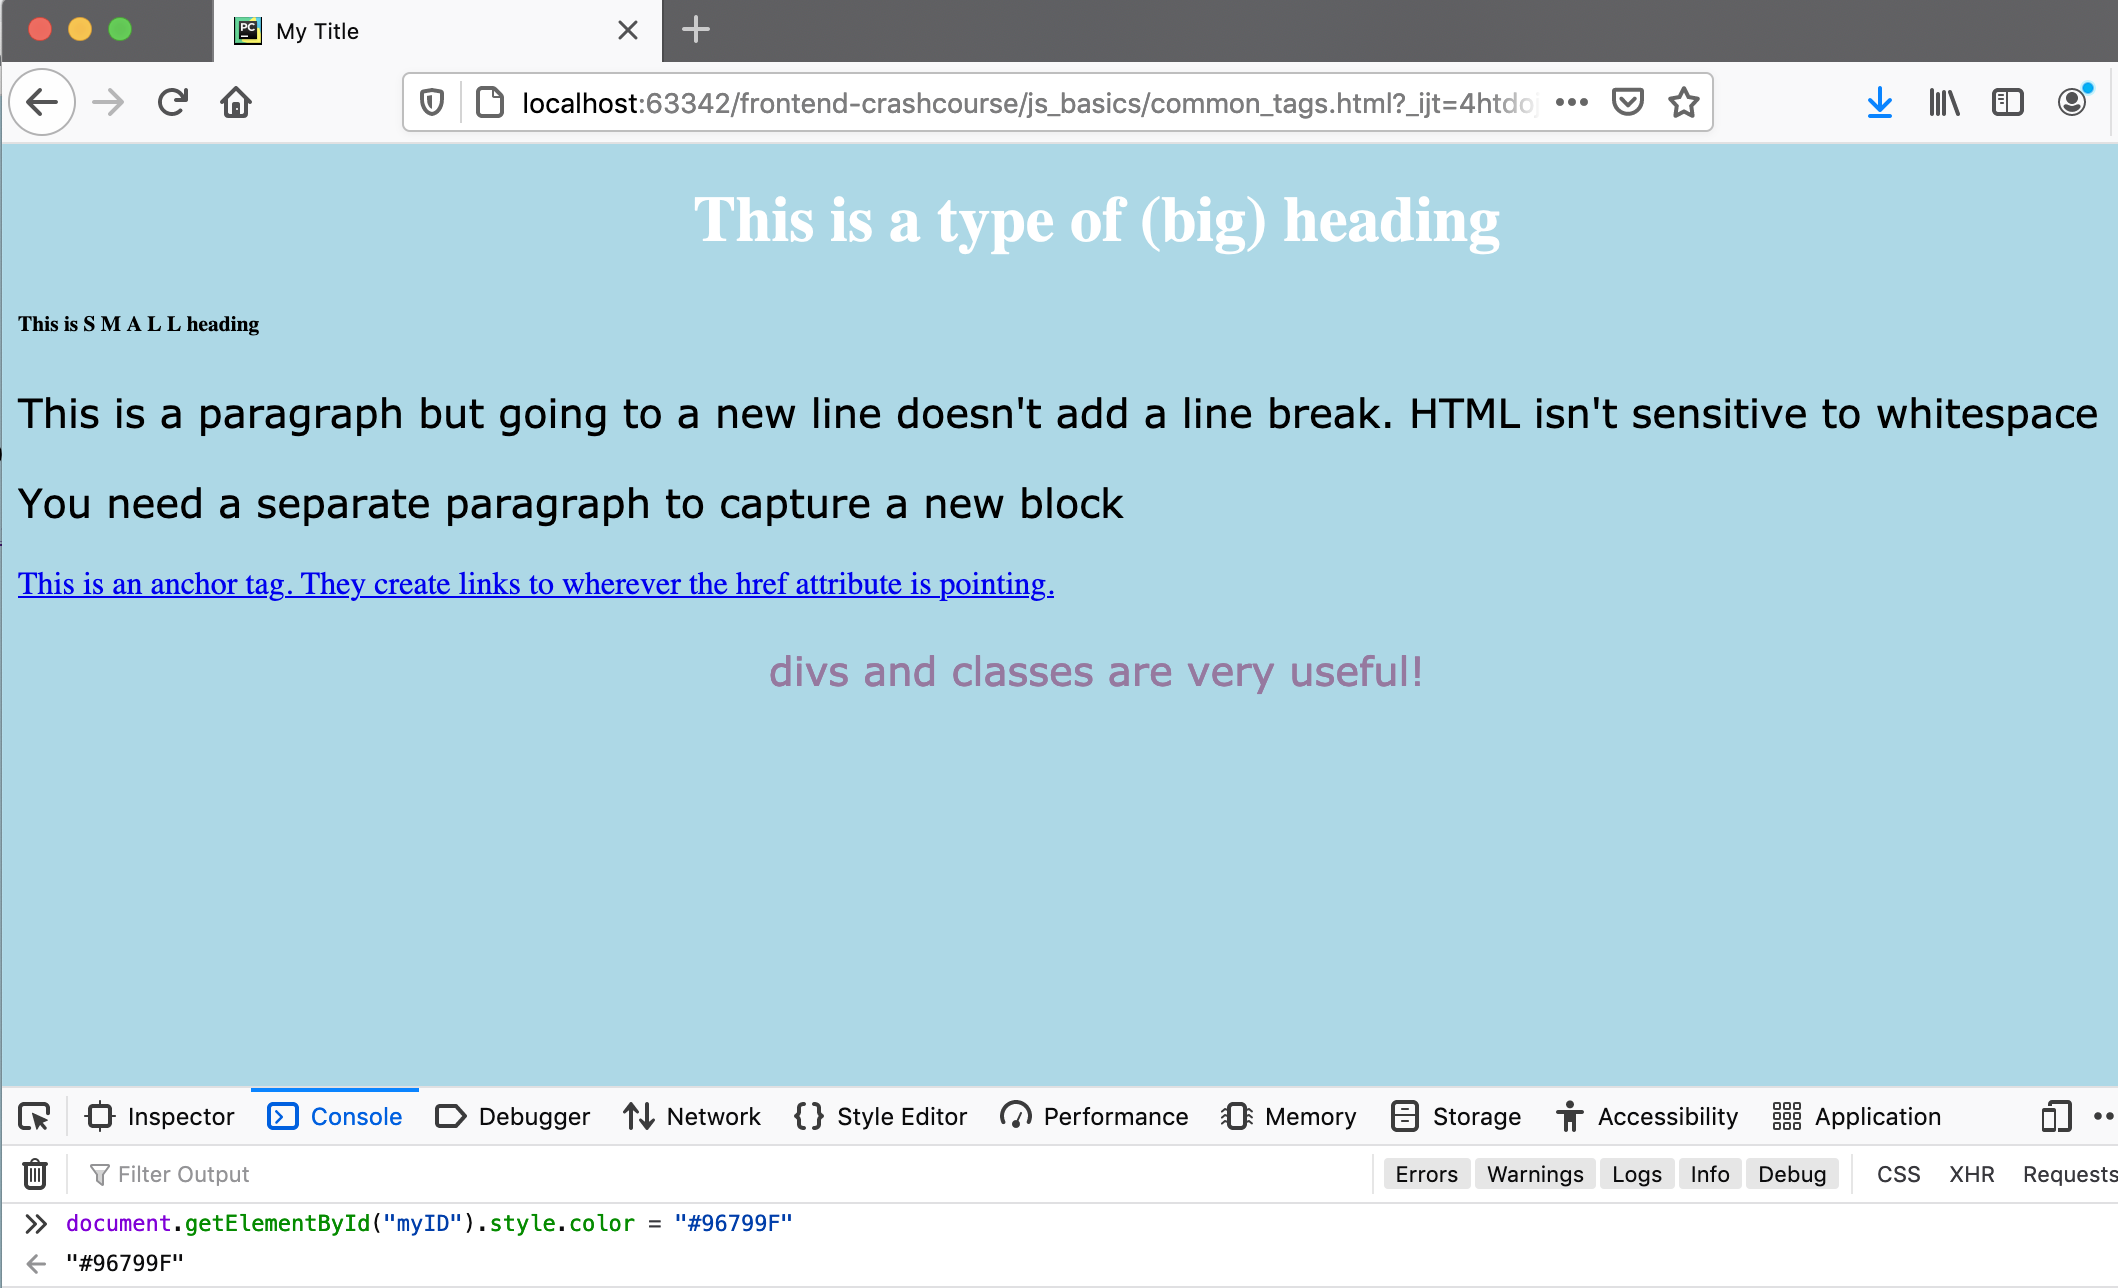 PC My Title
localhost:63342/frontend-crashcourse/js_basics/common_tags.html?_ijt=4htdoj
This is a type of (big) heading
This is S M A L L heading
This is a paragraph but going to a new line doesn't add a line break. HTML isn't sensitive to whitespace
You need a separate paragraph to capture a new block
This is an anchor tag. They create links to wherever the href attribute is pointing.
divs and classes are very useful!
Inspector Console Debugger Network Style Editor Performance Memory Storage Accessibility Application
Filter Output Errors Warnings Logs Info Debug CSS XHR Requests
document.getElementById("myID").style.color = "#96799F"
"#96799F"